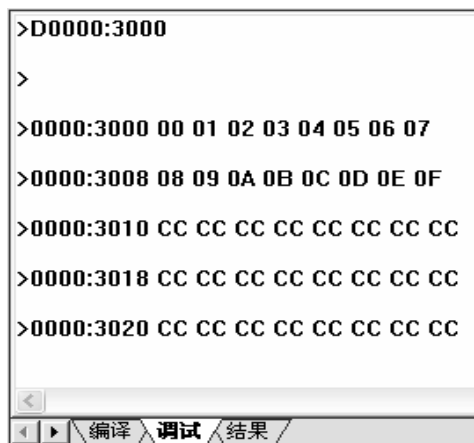 >D0000:3000
>
>0000:3000 00 01 02 03 04 05 06 07
>0000:3008 08 09 0A 0B 0C 0D 0E 0F
>0000:3010 CC CC CC CC CC CC CC CC
>0000:3018 CC CC CC CC CC CC CC CC
>0000:3020 CC CC CC CC CC CC CC CC
编译 调试 结果